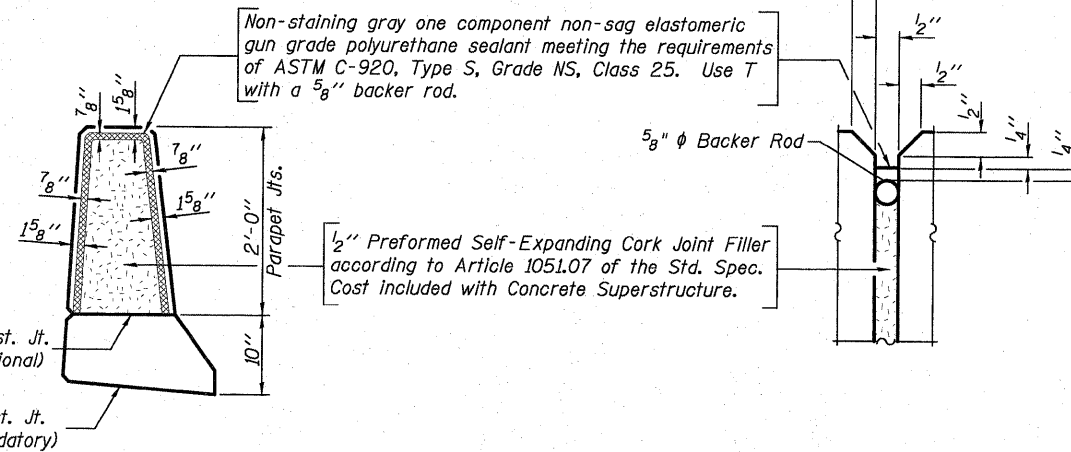 Non-staining gray one component non-sag elastomeric
gun grade polyurethane sealant meeting the requirements
of ASTM C-920, Type S, Grade NS, Class 25. Use T
with a 5/8" backer rod.
1/2"
1/2"
1/2"
1/4"
1/4"
7/8"
1 5/8"
5/8" φ Backer Rod
7/8"
7/8"
1 5/8"
1 5/8"
2'-0"
Parapet Jts.
1/2" Preformed Self-Expanding Cork Joint Filler
according to Article 1051.07 of the Std. Spec.
Cost included with Concrete Superstructure.
st. Jt.
ional)
10"
t. Jt.
datory)